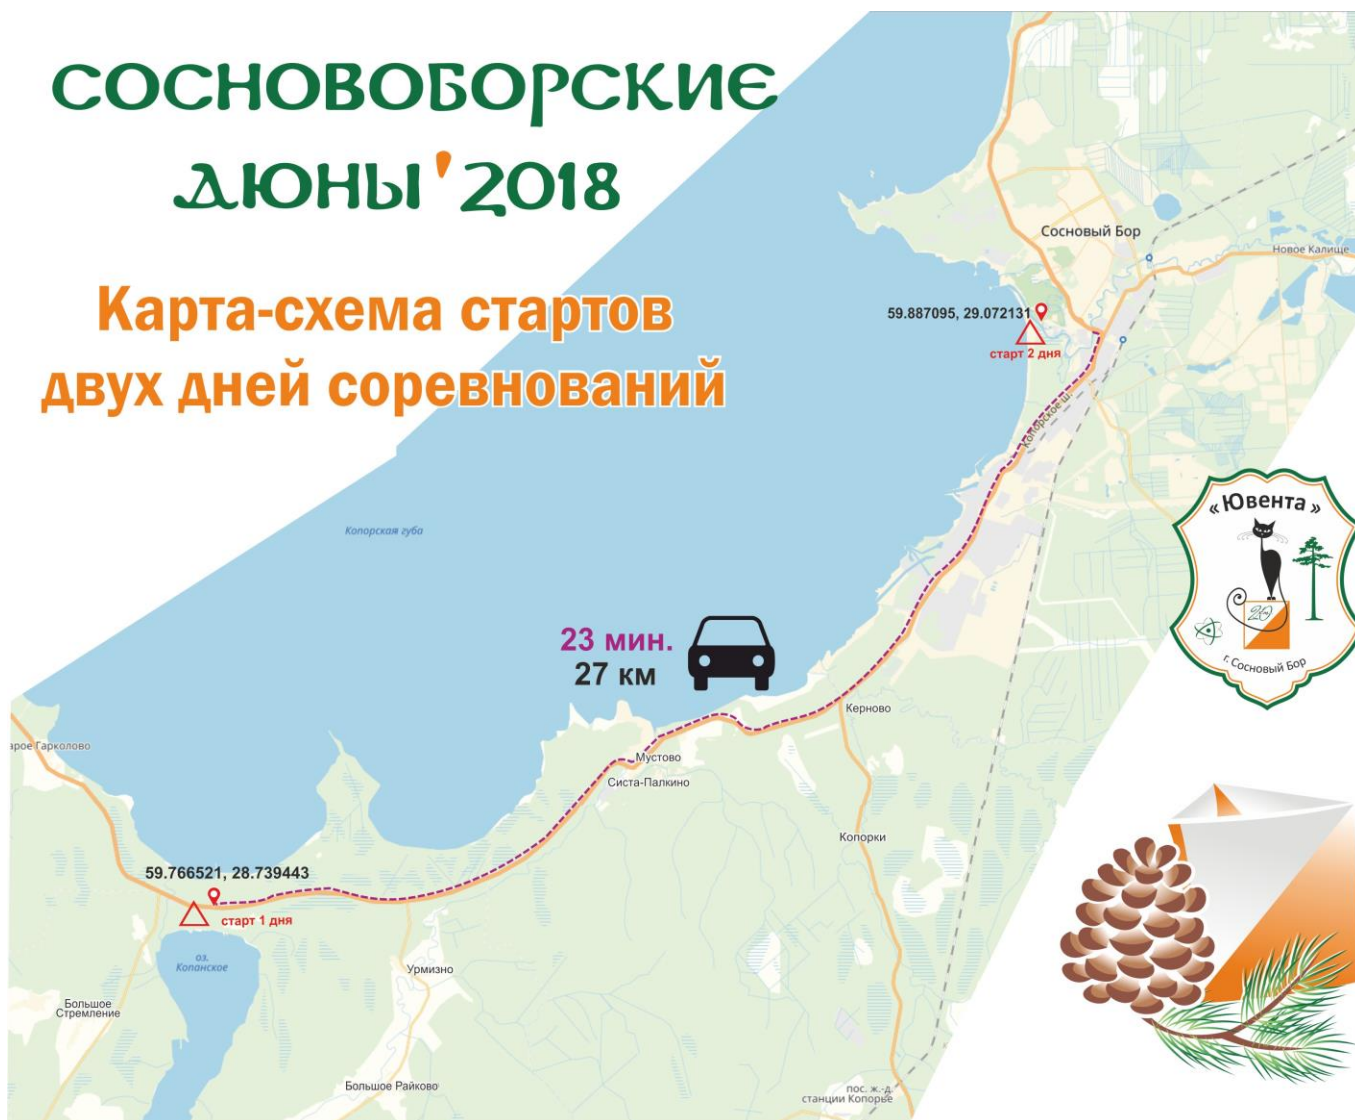 СОСНОВОБОРСКИЕ
ДЮНЫ'2018
Карта-схема стартов
двух дней соревнований
Сосновый Бор
Новое Калище
59.887095, 29.072131
старт 2 дня
Копорское ш.
«Ювента»
20
г. Сосновый Бор
Копорская губа
23 мин.
27 км
Керново
арое Гарколово
Мустово
Систа-Палкино
Копорки
59.766521, 28.739443
старт 1 дня
оз.
Копанское
Урмизно
Большое
Стремление
Большое Райково
пос. ж.-д.
станции Копорье